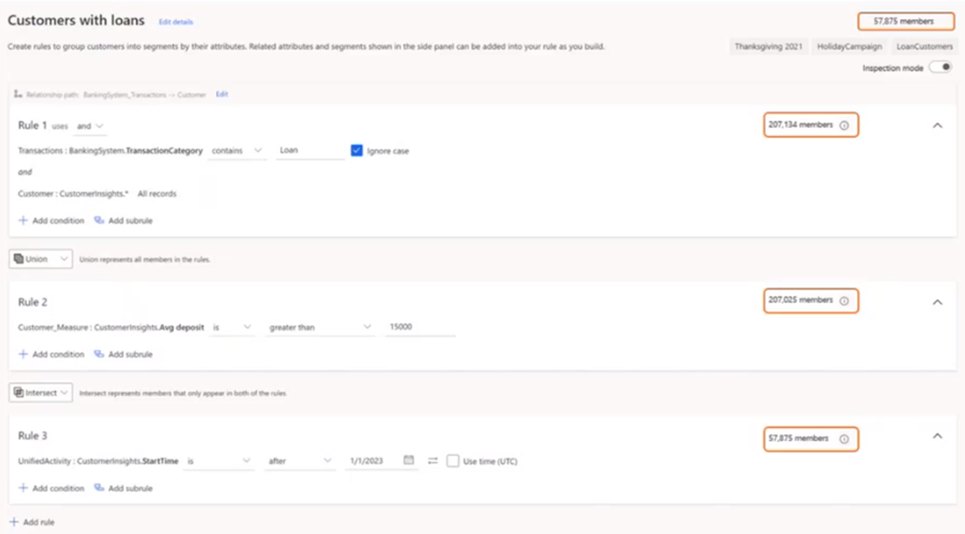 Customers with loans Edit details 57,875 members
Create rules to group customers into segments by their attributes. Related attributes and segments shown in the side panel can be added into your rule as you build. Thanksgiving 2021 HolidayCampaign LoanCustomers
Inspection mode
Relationship path: BankingSystem_Transactions -> Customer Edit
Rule 1 uses and 207,134 members
Transactions : BankingSystem.TransactionCategory contains Loan Ignore case
and
Customer : CustomerInsights.* All records
Add condition Add subrule
Union Union represents all members in the rules.
Rule 2 207,025 members
Customer_Measure : CustomerInsights.Avg deposit is greater than 15000
Add condition Add subrule
Intersect Intersect represents members that only appear in both of the rules
Rule 3 57,875 members
UnifiedActivity : CustomerInsights.StartTime is after 1/1/2023 Use time (UTC)
Add condition Add subrule
Add rule